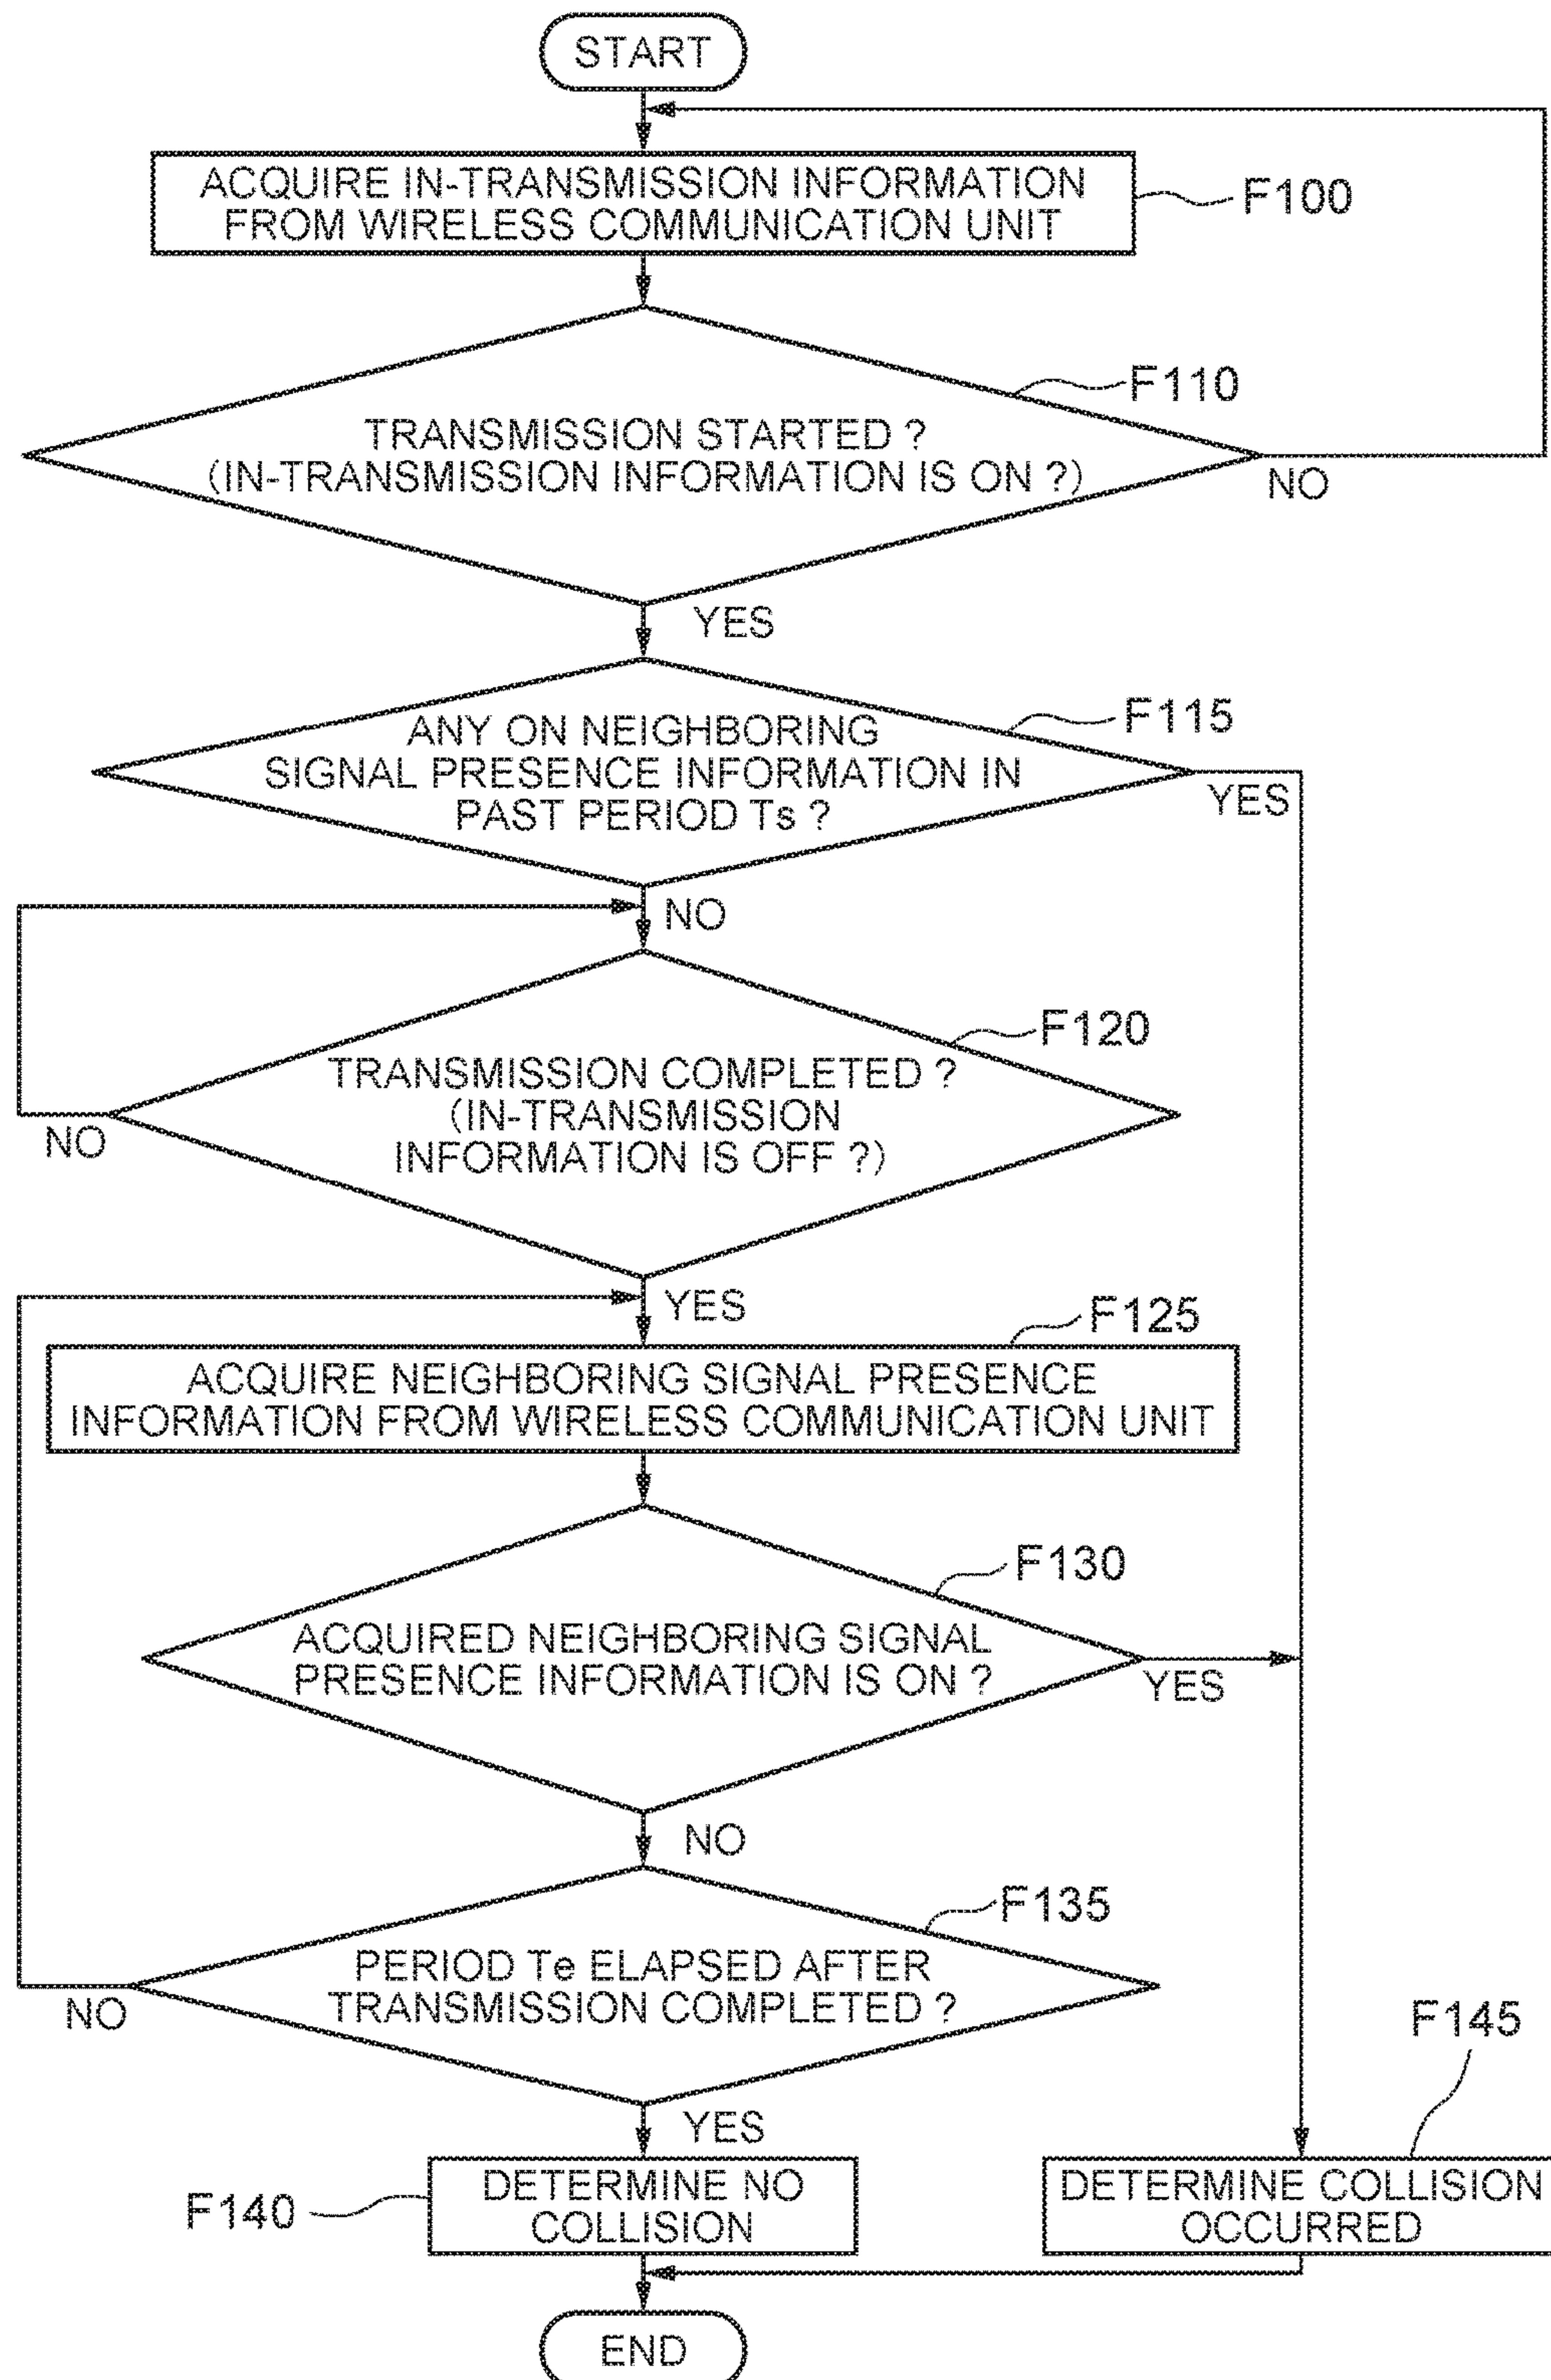 START
ACQUIRE IN-TRANSMISSION INFORMATION
FROM WIRELESS COMMUNICATION UNIT
F100
F110
TRANSMISSION STARTED ?
(IN-TRANSMISSION INFORMATION IS ON ?)
NO
YES
F115
ANY ON NEIGHBORING
SIGNAL PRESENCE INFORMATION IN
PAST PERIOD Ts ?
YES
NO
F120
TRANSMISSION COMPLETED ?
(IN-TRANSMISSION
INFORMATION IS OFF ?)
NO
YES
F125
ACQUIRE NEIGHBORING SIGNAL PRESENCE
INFORMATION FROM WIRELESS COMMUNICATION UNIT
F130
ACQUIRED NEIGHBORING SIGNAL
PRESENCE INFORMATION IS ON ?
YES
NO
F135
PERIOD Te ELAPSED AFTER
TRANSMISSION COMPLETED ?
NO
YES
F145
F140
DETERMINE NO
COLLISION
DETERMINE COLLISION
OCCURRED
END